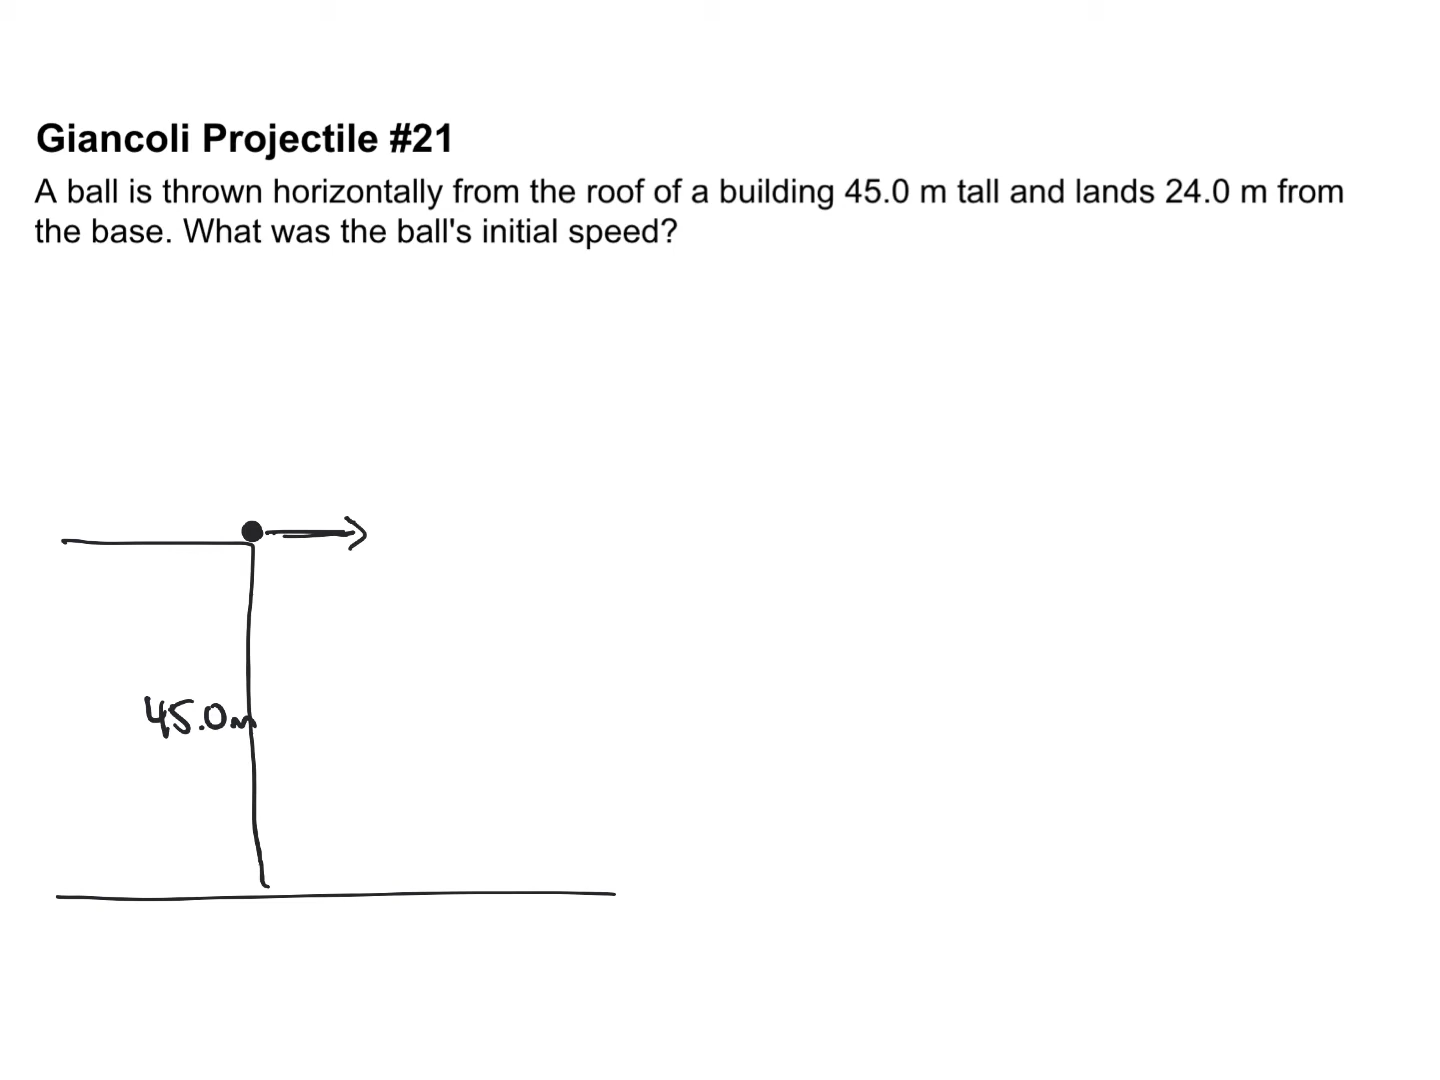 Giancoli Projectile #21
A ball is thrown horizontally from the roof of a building 45.0 m tall and lands 24.0 m from
the base. What was the ball's initial speed?
45.0m